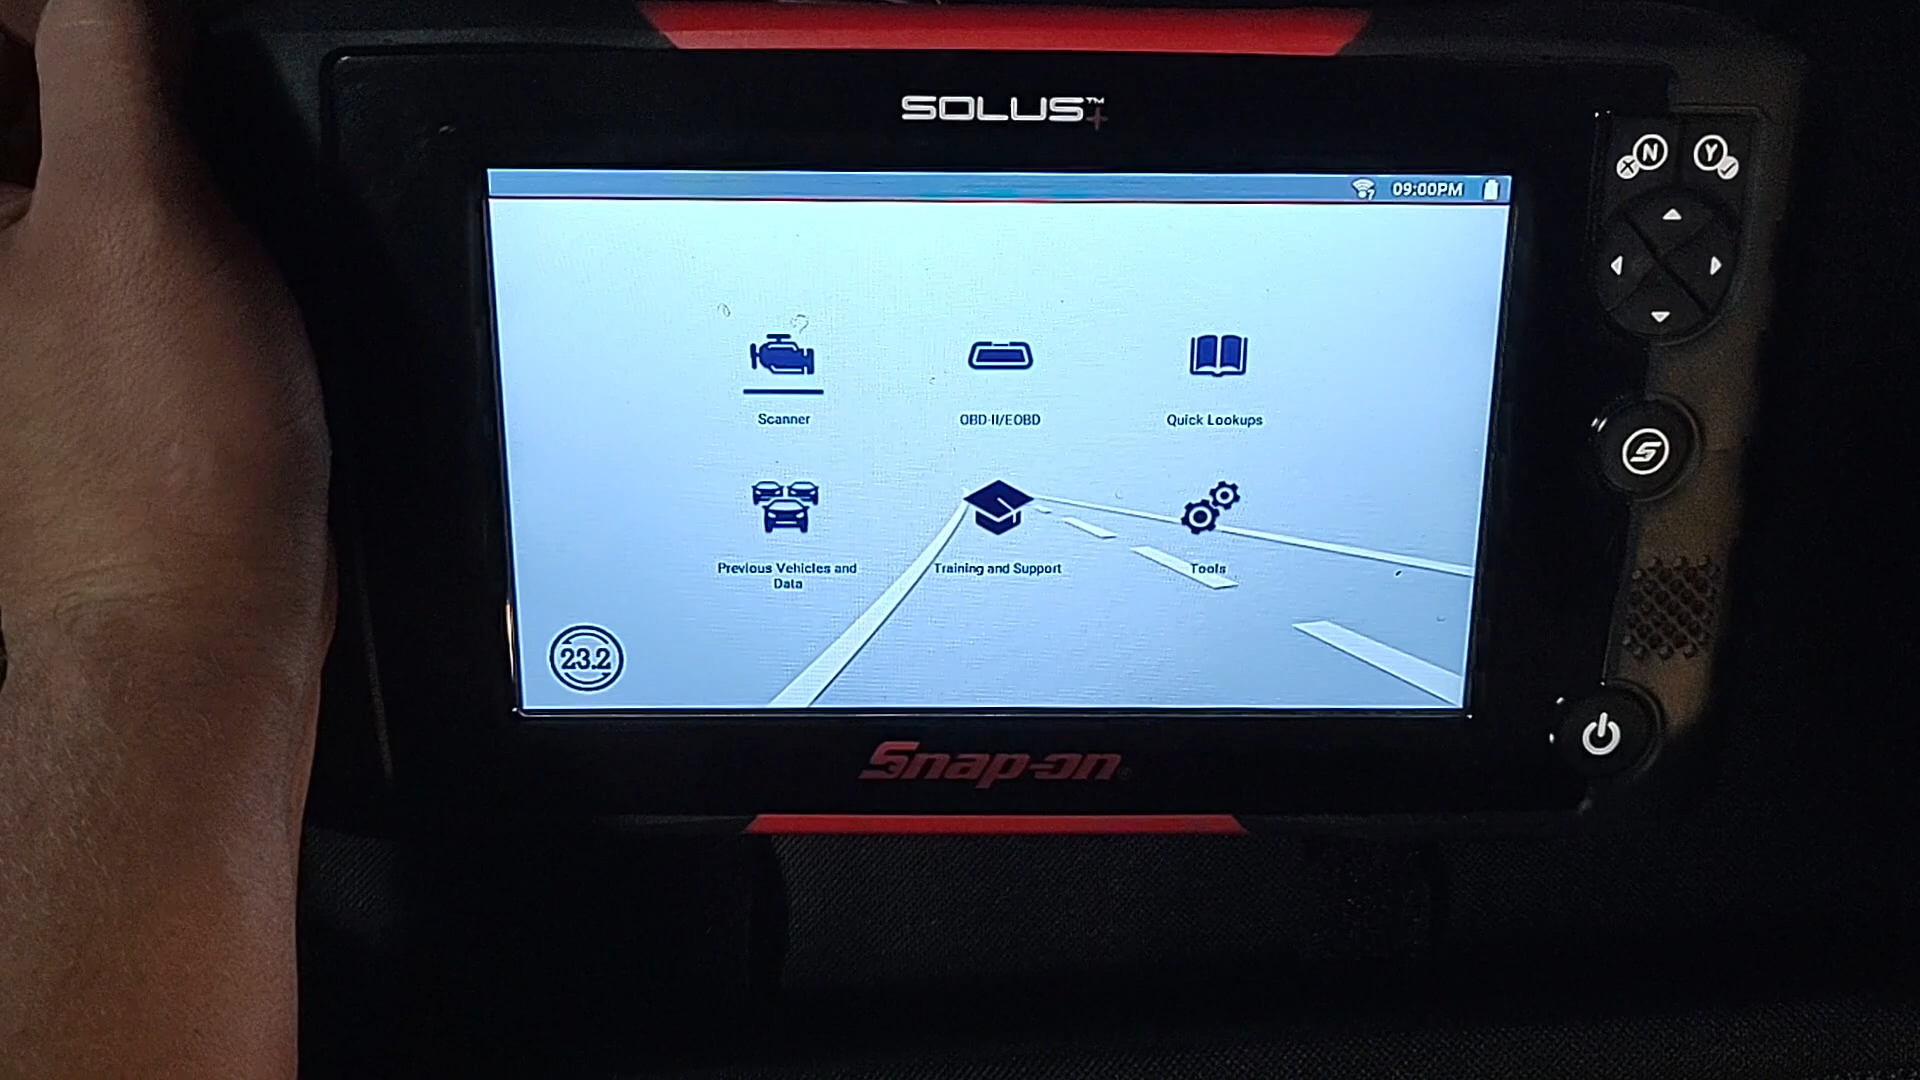 SOLUS™+
09:00PM
N Y
Scanner
OBD-II/EOBD
Quick Lookups
S
Previous Vehicles and
Data
Training and Support
Tools
23.2
Snap-on®